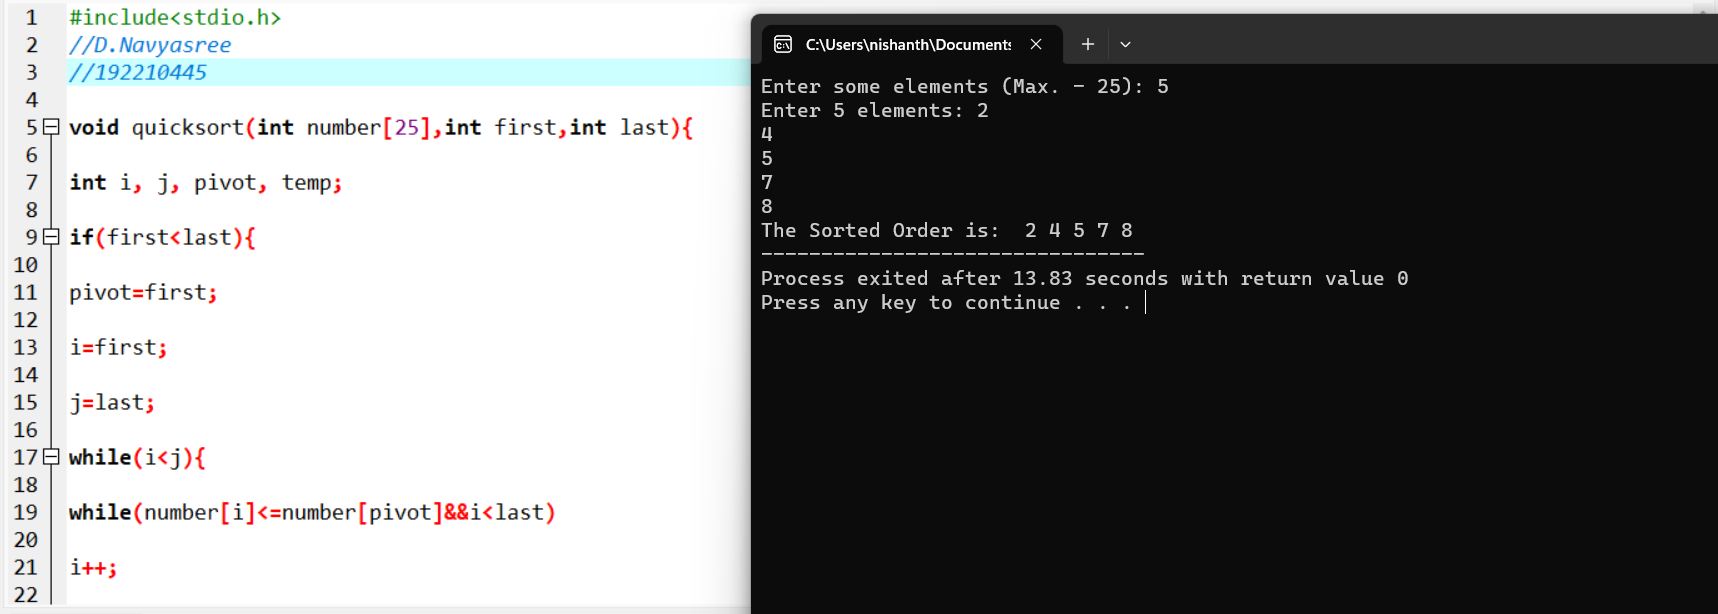 1 #include<stdio.h>
2 //D.Navyasree
3 //192210445
4
5 void quicksort(int number[25],int first,int last){
6
7 int i, j, pivot, temp;
8
9 if(first<last){
10
11 pivot=first;
12
13 i=first;
14
15 j=last;
16
17 while(i<j){
18
19 while(number[i]<=number[pivot]&&i<last)
20
21 i++;
22
C:\Users\nishanth\Documents
Enter some elements (Max. - 25): 5
Enter 5 elements: 2
4
5
7
8
The Sorted Order is:  2 4 5 7 8
--------------------------------
Process exited after 13.83 seconds with return value 0
Press any key to continue . . .